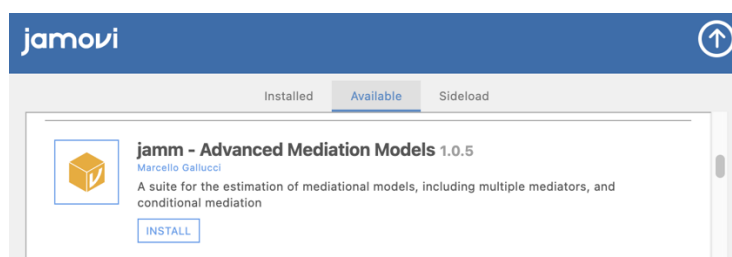 jamovi
Installed Available Sideload
jamm - Advanced Mediation Models 1.0.5
Marcello Gallucci
A suite for the estimation of mediational models, including multiple mediators, and
conditional mediation
INSTALL